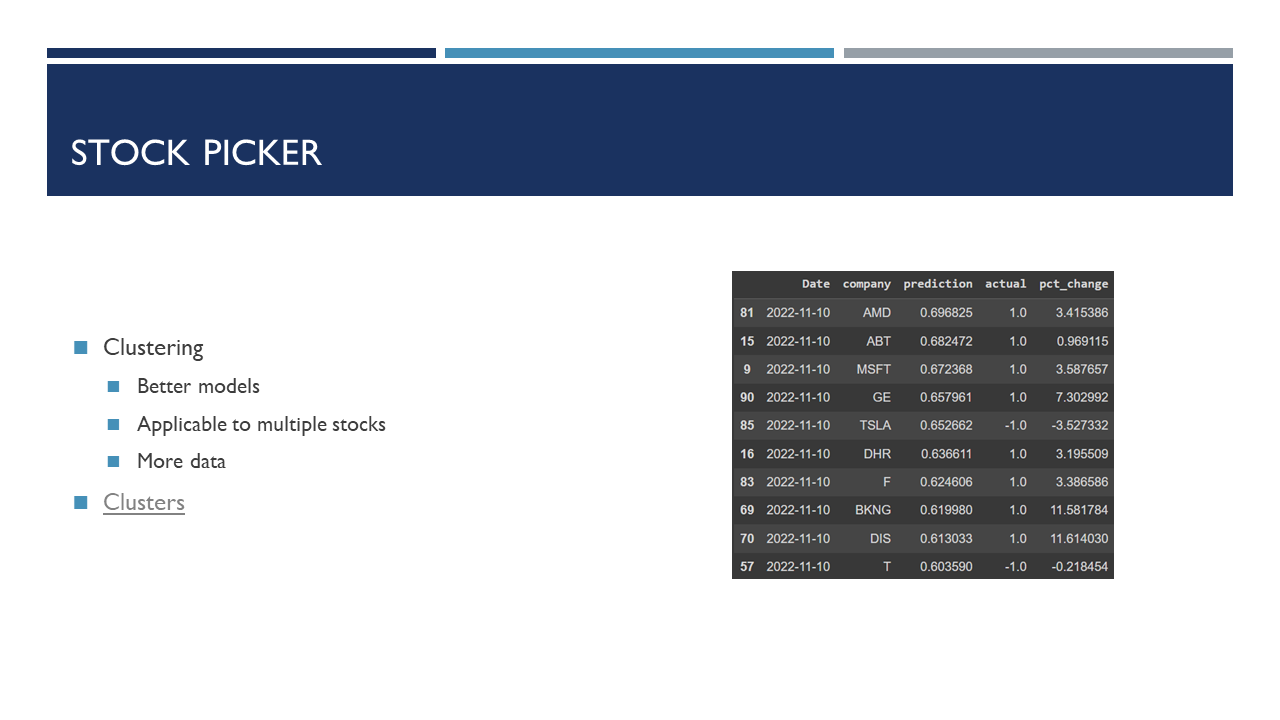 STOCK PICKER
Clustering
Better models
Applicable to multiple stocks
More data
Clusters
Date company prediction actual pct_change
81 2022-11-10 AMD 0.696825 1.0 3.415386
15 2022-11-10 ABT 0.682472 1.0 0.969115
9 2022-11-10 MSFT 0.672368 1.0 3.587657
90 2022-11-10 GE 0.657961 1.0 7.302992
85 2022-11-10 TSLA 0.652662 -1.0 -3.527332
16 2022-11-10 DHR 0.636611 1.0 3.195509
83 2022-11-10 F 0.624606 1.0 3.386586
69 2022-11-10 BKNG 0.619980 1.0 11.581784
70 2022-11-10 DIS 0.613033 1.0 11.614030
57 2022-11-10 T 0.603590 -1.0 -0.218454